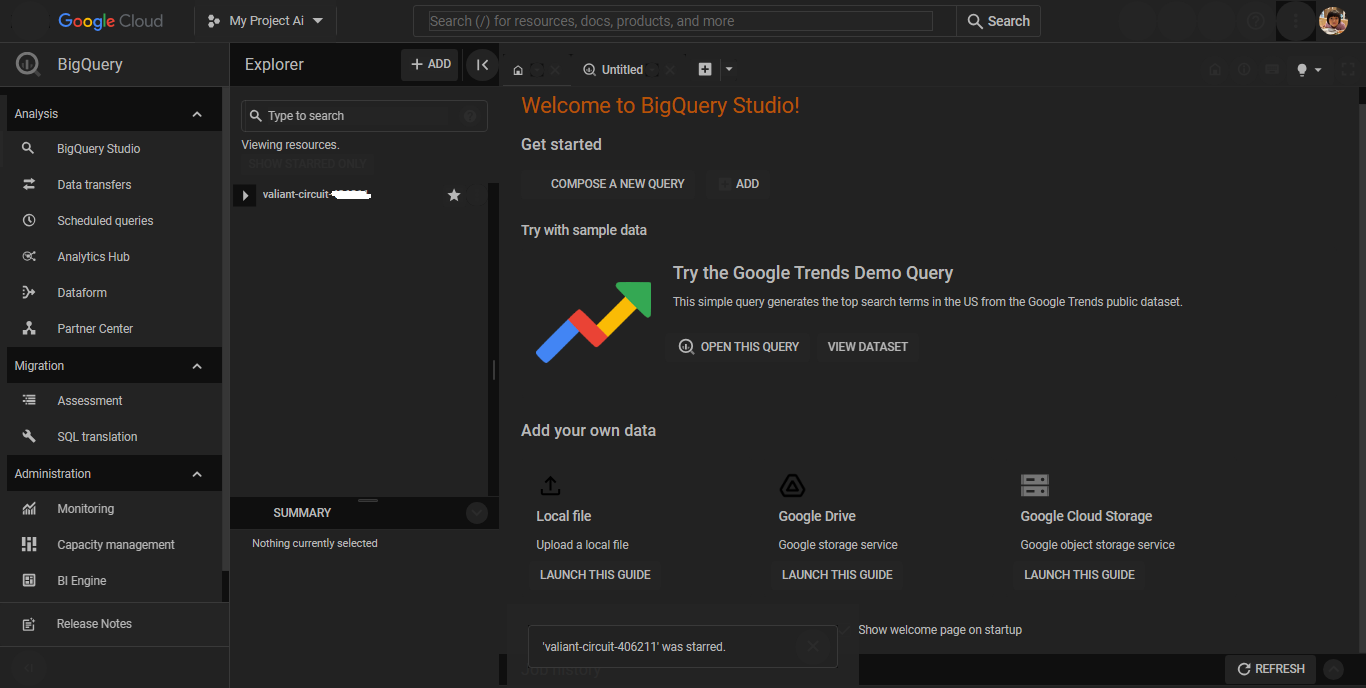 Google Cloud
My Project Ai
Search (/) for resources, docs, products, and more
Search
BigQuery
Analysis
BigQuery Studio
Data transfers
Scheduled queries
Analytics Hub
Dataform
Partner Center
Migration
Assessment
SQL translation
Administration
Monitoring
Capacity management
BI Engine
Release Notes
Explorer
+ ADD
Type to search
Viewing resources.
SHOW STARRED ONLY
valiant-circuit-
SUMMARY
Nothing currently selected
Untitled
Welcome to BigQuery Studio!
Get started
COMPOSE A NEW QUERY
ADD
Try with sample data
Try the Google Trends Demo Query
This simple query generates the top search terms in the US from the Google Trends public dataset.
OPEN THIS QUERY
VIEW DATASET
Add your own data
Local file
Upload a local file
LAUNCH THIS GUIDE
Google Drive
Google storage service
LAUNCH THIS GUIDE
Google Cloud Storage
Google object storage service
LAUNCH THIS GUIDE
Show welcome page on startup
'valiant-circuit-406211' was starred.
Job history
REFRESH